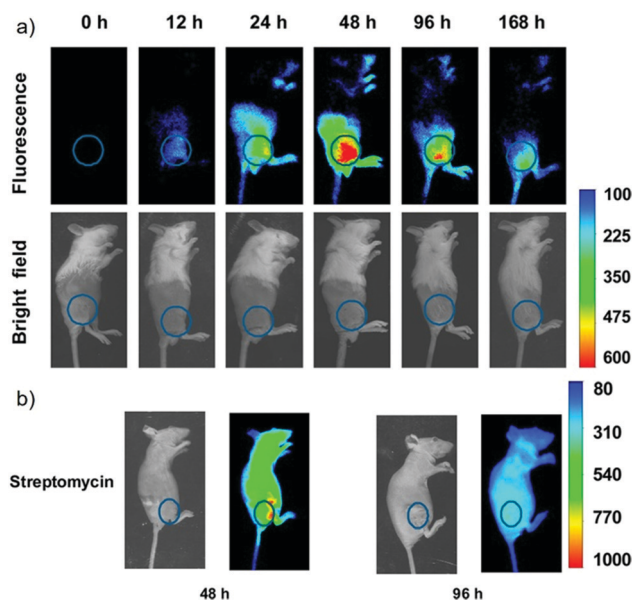 a)
0 h 12 h 24 h 48 h 96 h 168 h
Fluorescence
100
225
350
475
600
Bright field
b)
80
310
540
770
1000
Streptomycin
48 h 96 h